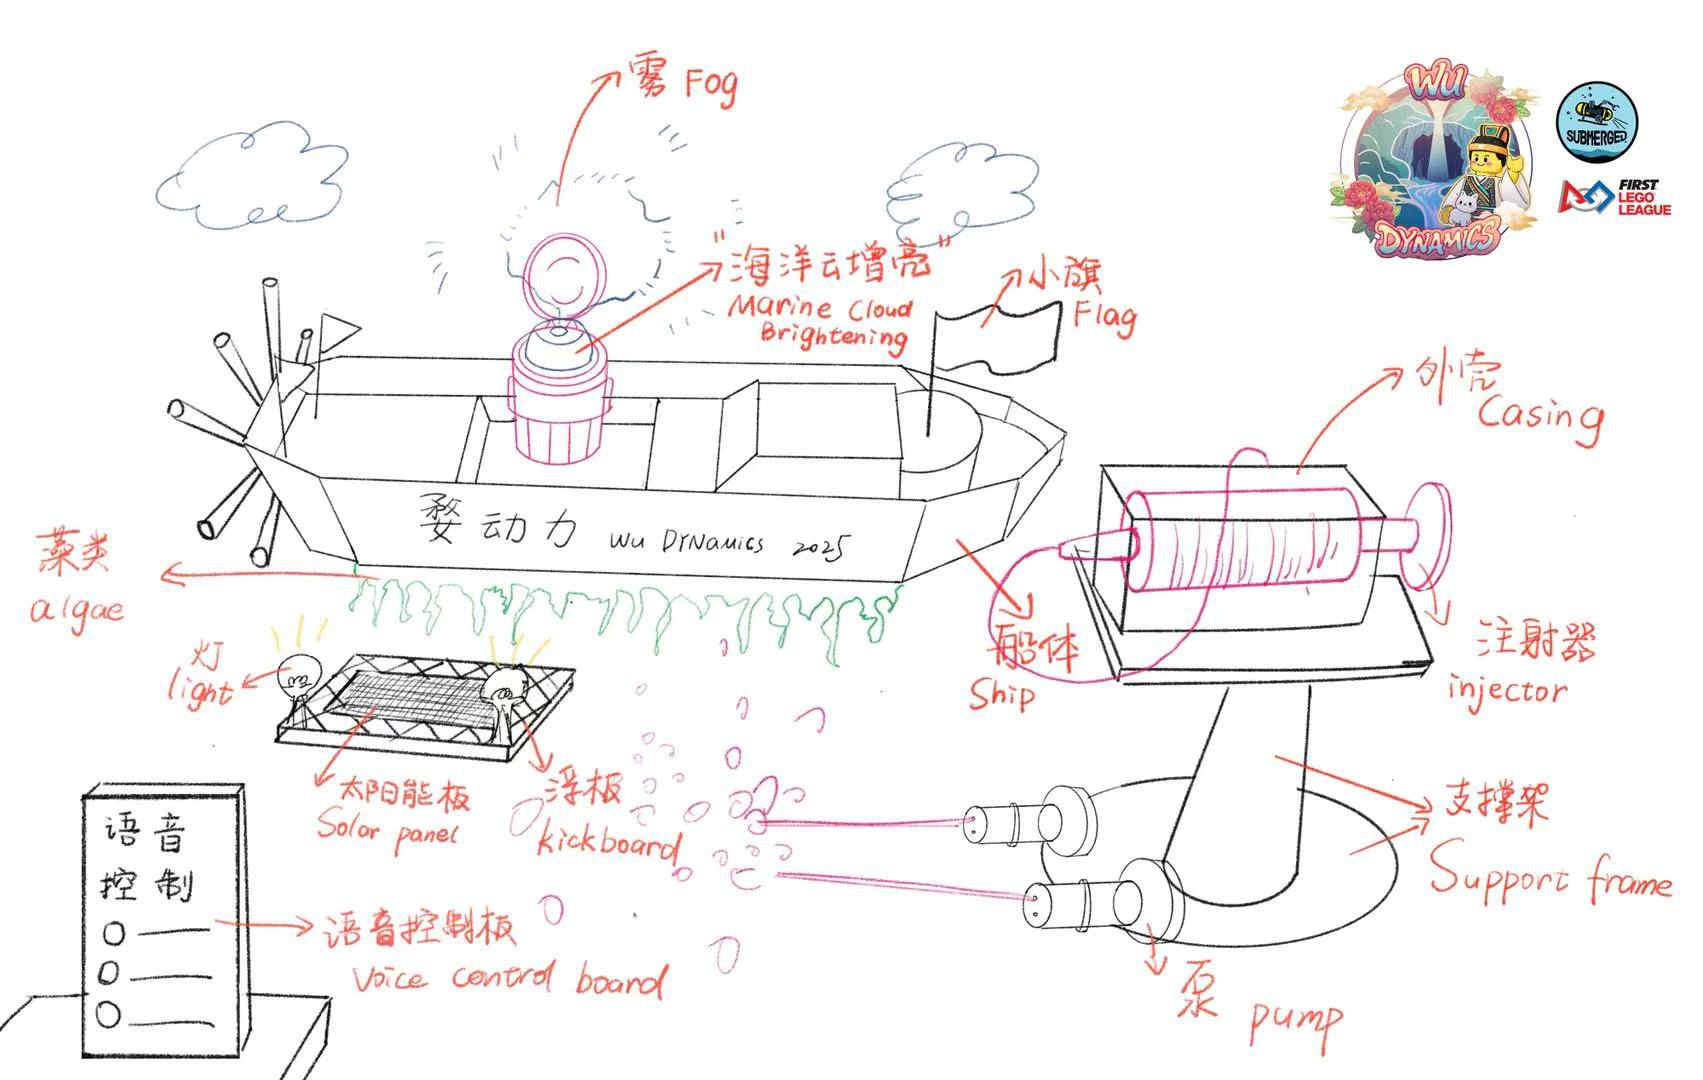 雾 Fog
WU
DYNAMICS
SUBMERGED
FIRST
LEGO
LEAGUE
"海洋云增亮"
Marine Cloud
Brightening
小旗
Flag
外壳
Casing
婺动力 WU DYNAMICS 2025
藻类
algae
船体
Ship
注射器
injector
灯
light
太阳能板
Solar panel
浮板
kickboard
支撑架
Support frame
语音
控制
语音控制板
Voice control board
泵
pump